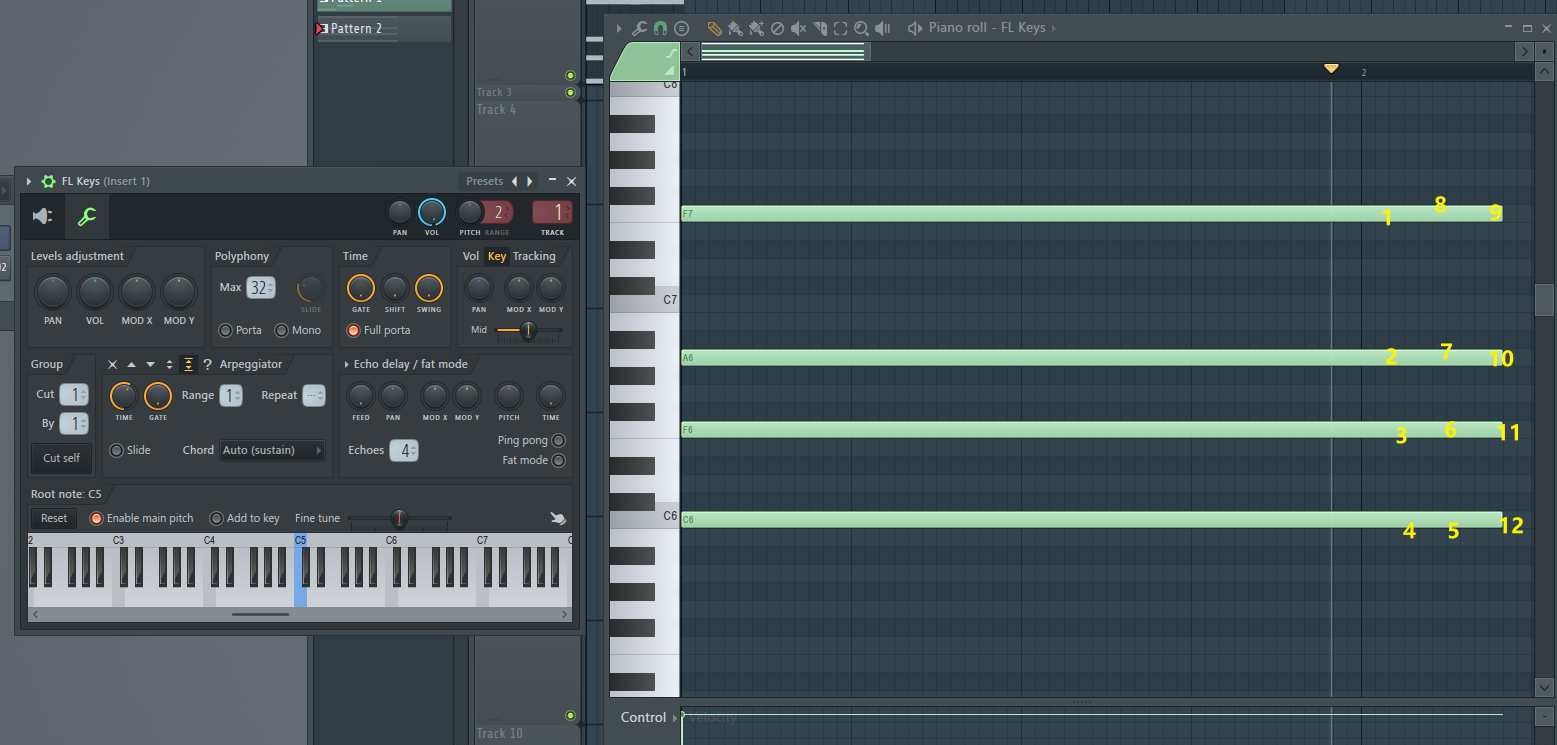 Pattern 1
Pattern 2
Track 3
Track 4
Piano roll - FL Keys
1
2
C8
F7
1
8
9
C7
A6
2
7
10
F6
3
6
11
C6
C6
4
5
12
Control
Velocity
FL Keys (Insert 1)
Presets
2
1
PAN
VOL
PITCH
RANGE
TRACK
Levels adjustment
PAN
VOL
MOD X
MOD Y
Polyphony
Max
32
SLIDE
Porta
Mono
Time
GATE
SHIFT
SWING
Full porta
Vol
Key
Tracking
PAN
MOD X
MOD Y
Mid
Group
Cut
1
By
1
Cut self
? Arpeggiator
TIME
GATE
Range
1
Repeat
...
Slide
Chord
Auto (sustain)
Echo delay / fat mode
FEED
PAN
MOD X
MOD Y
PITCH
TIME
Echoes
4
Ping pong
Fat mode
Root note: C5
Reset
Enable main pitch
Add to key
Fine tune
2
C3
C4
C5
C6
C7
Track 10